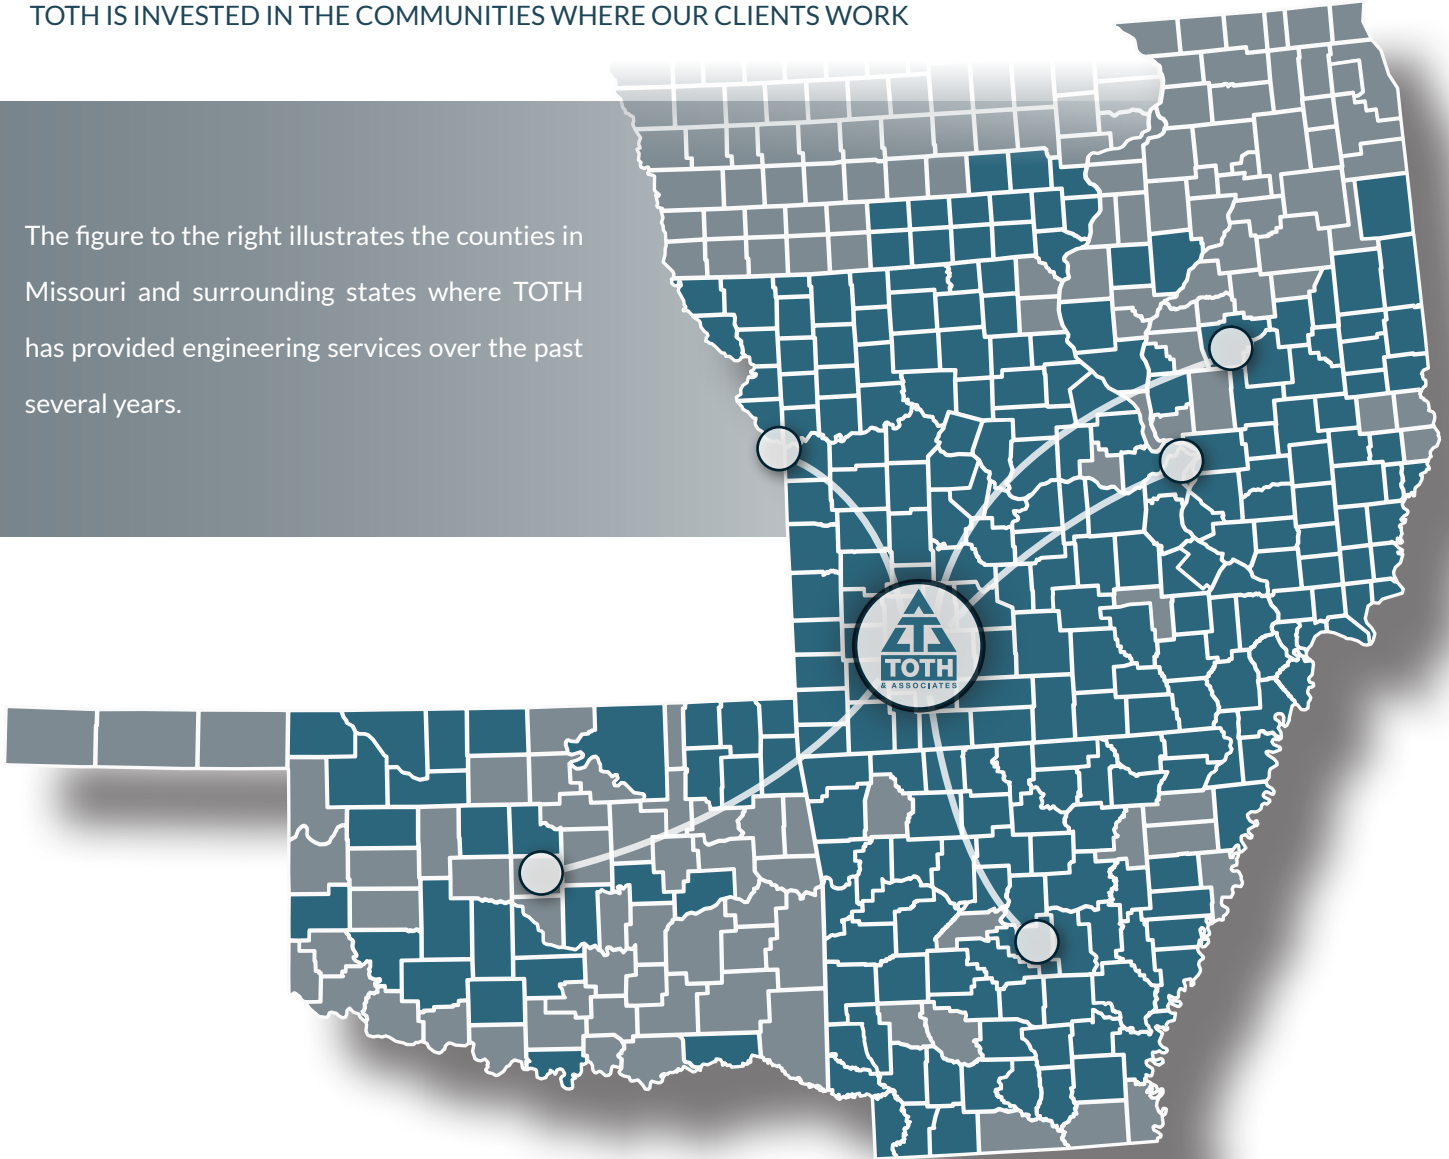 TOTH IS INVESTED IN THE COMMUNITIES WHERE OUR CLIENTS WORK
The figure to the right illustrates the counties in
Missouri and surrounding states where TOTH
has provided engineering services over the past
several years.
TOTH
& ASSOCIATES